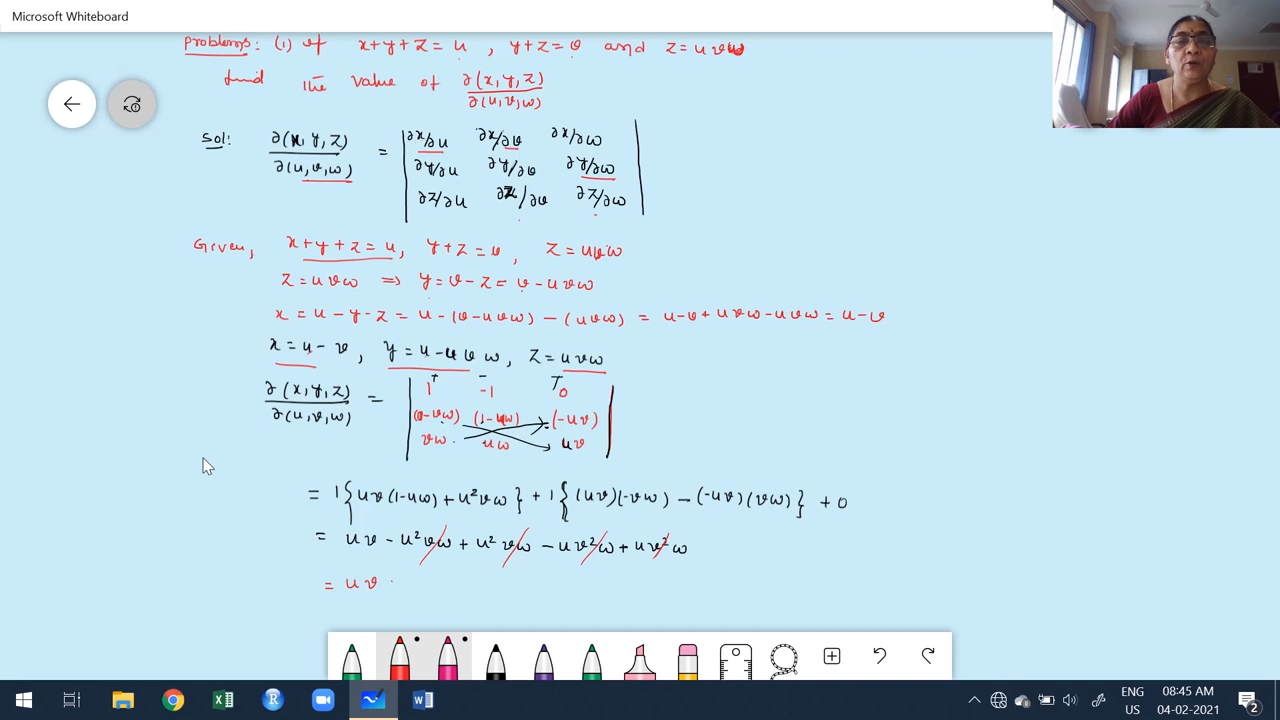 Microsoft Whiteboard
Problems: (1) If x+y+z = u , y+z = v and z = uvw
find the value of ∂(x,y,z)/∂(u,v,w)
Sol: ∂(x,y,z)/∂(u,v,w) = | ∂x/∂u ∂x/∂v ∂x/∂w
∂y/∂u ∂y/∂v ∂y/∂w
∂z/∂u ∂z/∂v ∂z/∂w |
Given, x+y+z = u, y+z = v, z = uvw
z = uvw ⇒ y = v-z = v-uvw
x = u-y-z = u-(v-uvw)-(uvw) = u-v+uvw-uvw = u-v
x = u-v, y = u-uvw, z = uvw
∂(x,y,z)/∂(u,v,w) = | 1 -1 0
(0-vw) (1-uw) (-uv)
vw uw uv |
+ - +
= 1{uv(1-uw)+u²vw} + 1{(uv)(-vw)-(-uv)(vw)} + 0
= uv - u²vw + u²vw - uv²w + uv²w
= uv.
ENG
US
08:45 AM
04-02-2021
2